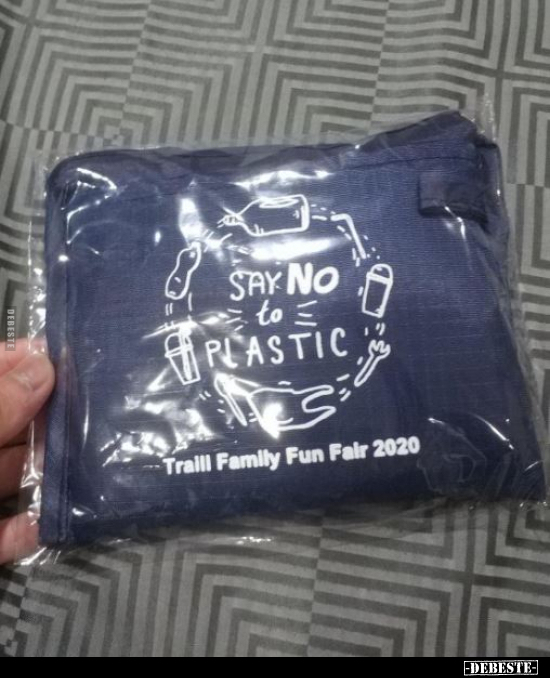 SAY NO
to
PLASTIC
Traill Family Fun Fair 2020
DEBESTE
-DEBESTE-